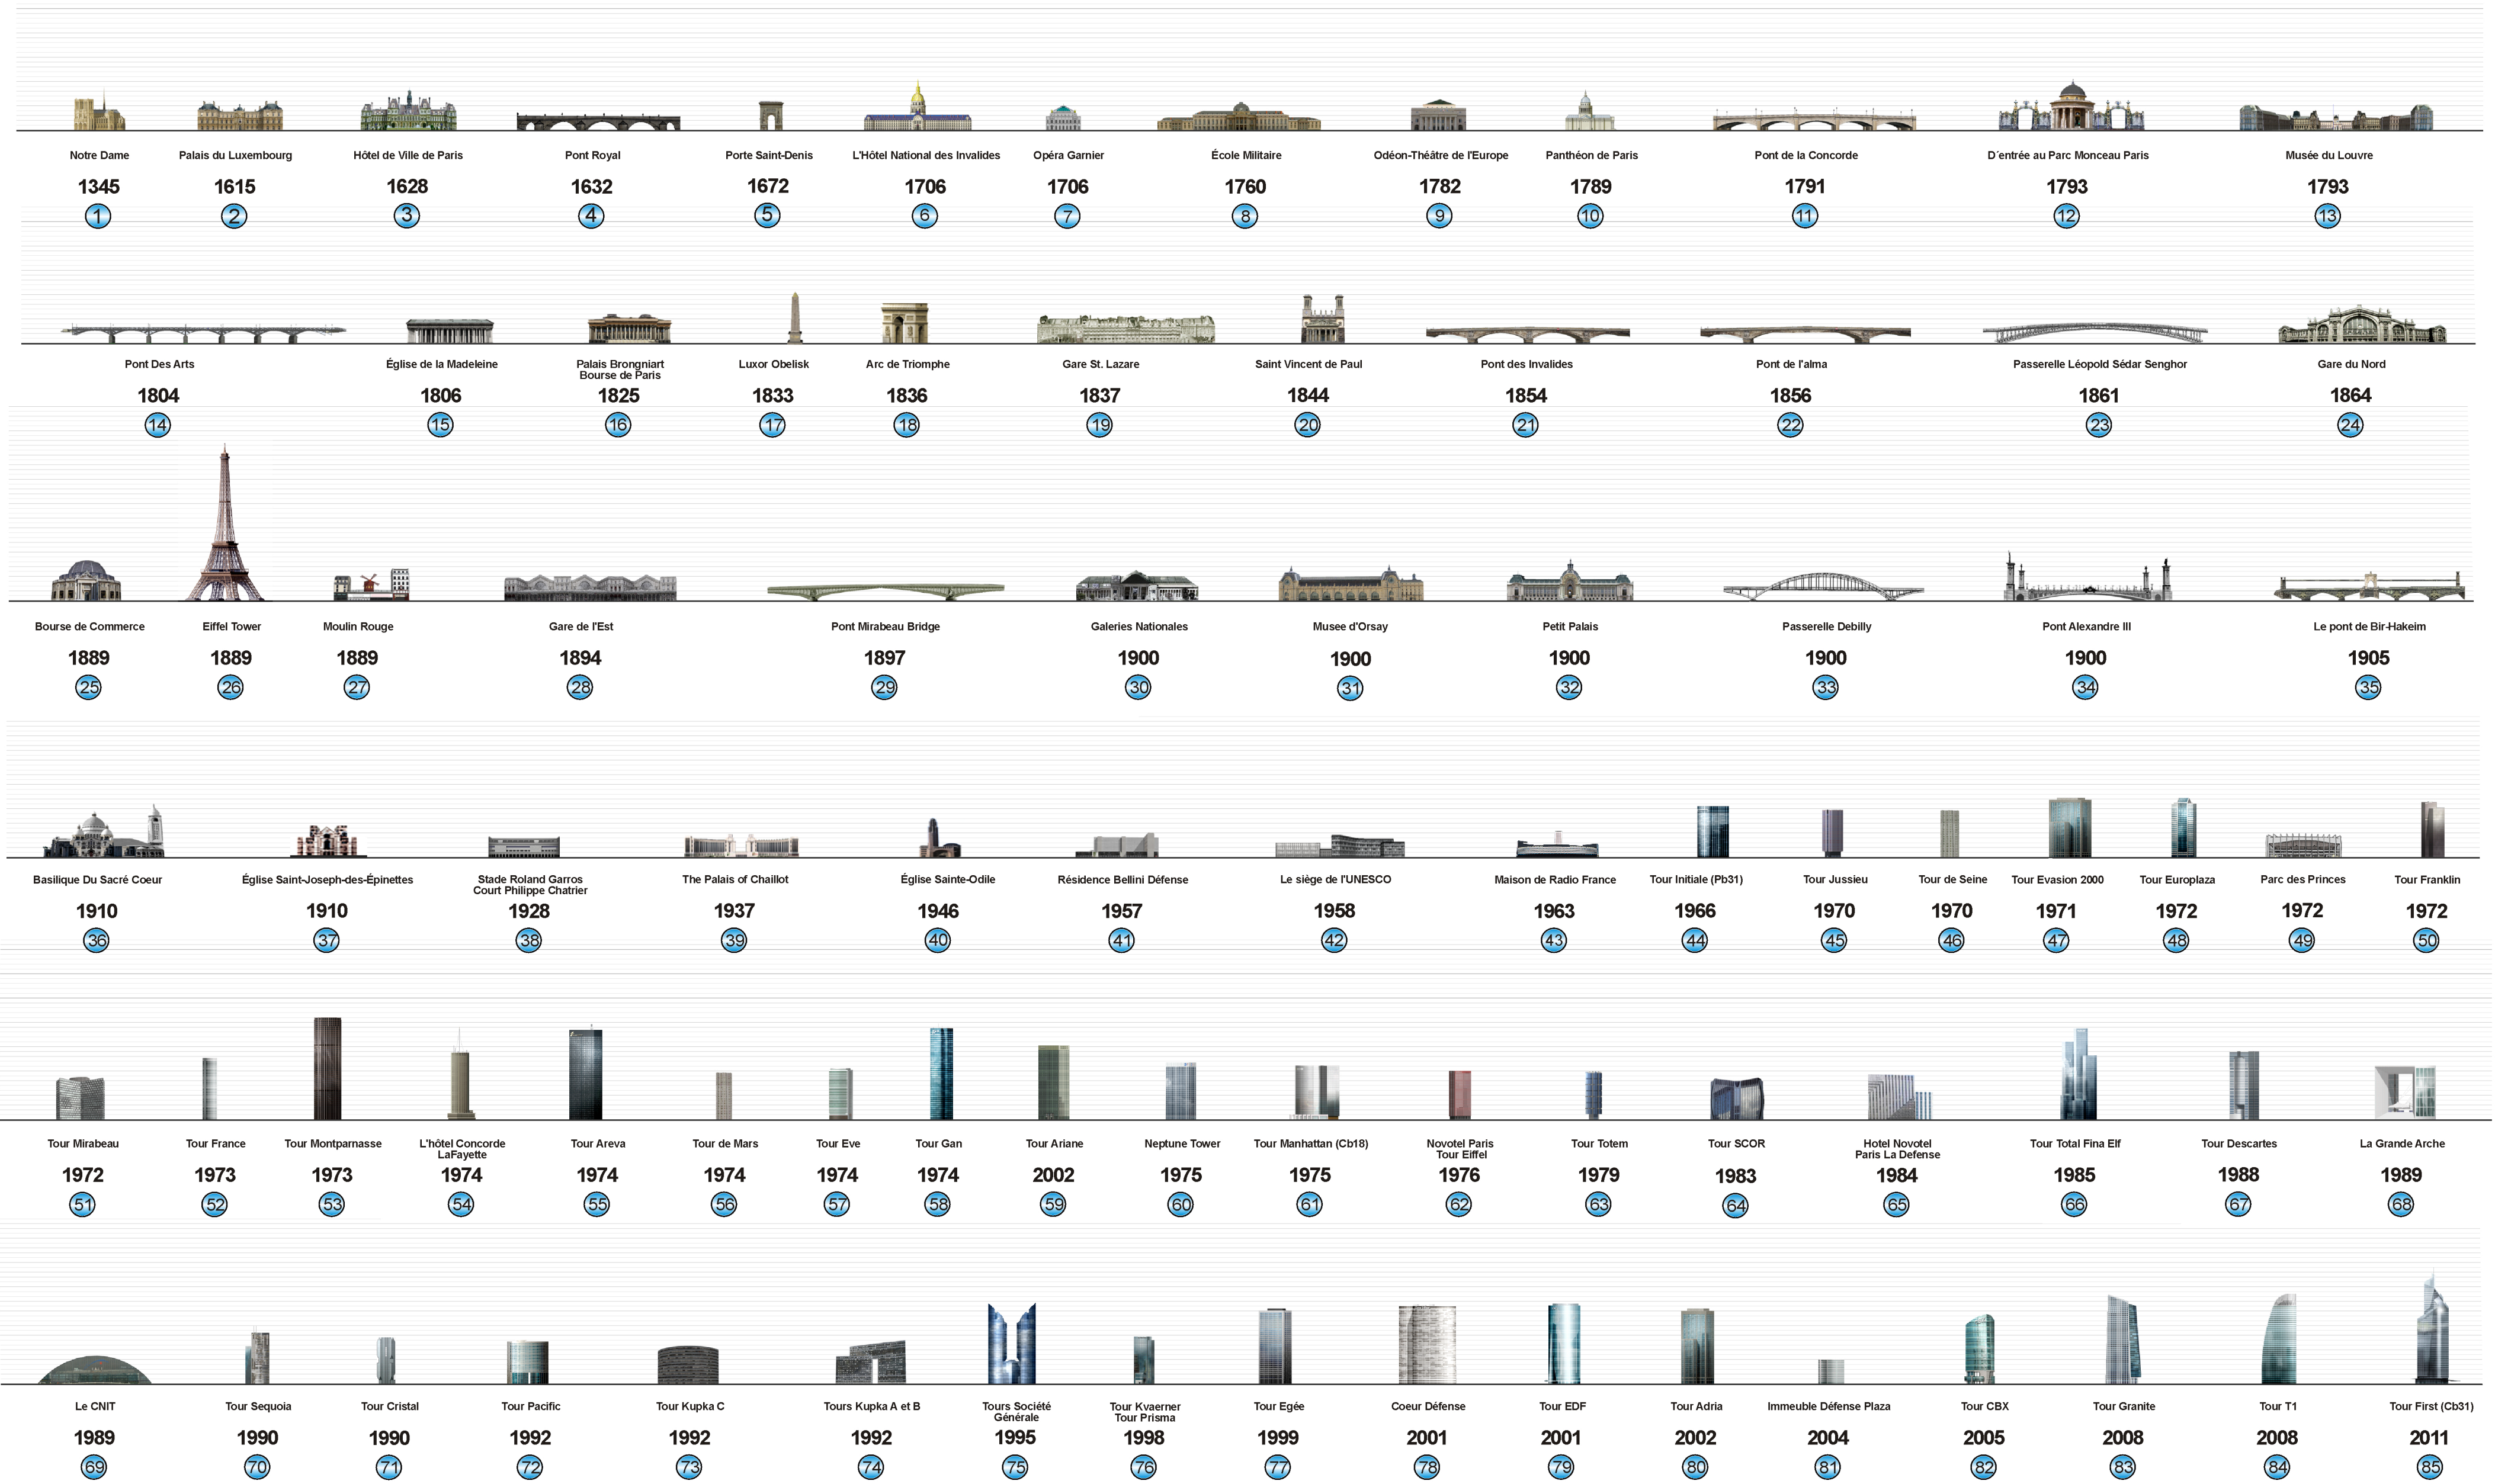 Notre Dame Palais du Luxembourg Hôtel de Ville de Paris Pont Royal Porte Saint-Denis L'Hôtel National des Invalides Opéra Garnier École Militaire Odéon-Théâtre de l'Europe Panthéon de Paris Pont de la Concorde D´entrée au Parc Monceau Paris Musée du Louvre
1345 1615 1628 1632 1672 1706 1706 1760 1782 1789 1791 1793 1793
1 2 3 4 5 6 7 8 9 10 11 12 13
Pont Des Arts Église de la Madeleine Palais Brongniart Luxor Obelisk Arc de Triomphe Gare St. Lazare Saint Vincent de Paul Pont des Invalides Pont de l'alma Passerelle Léopold Sédar Senghor Gare du Nord
Bourse de Paris
1804 1806 1825 1833 1836 1837 1844 1854 1856 1861 1864
14 15 16 17 18 19 20 21 22 23 24
Bourse de Commerce Eiffel Tower Moulin Rouge Gare de l'Est Pont Mirabeau Bridge Galeries Nationales Musee d'Orsay Petit Palais Passerelle Debilly Pont Alexandre III Le pont de Bir-Hakeim
1889 1889 1889 1894 1897 1900 1900 1900 1900 1900 1905
25 26 27 28 29 30 31 32 33 34 35
Basilique Du Sacré Coeur Église Saint-Joseph-des-Épinettes Stade Roland Garros The Palais of Chaillot Église Sainte-Odile Résidence Bellini Défense Le siège de l'UNESCO Maison de Radio France Tour Initiale (Pb31) Tour Jussieu Tour de Seine Tour Evasion 2000 Tour Europlaza Parc des Princes Tour Franklin
Court Philippe Chatrier
1910 1910 1928 1937 1946 1957 1958 1963 1966 1970 1970 1971 1972 1972 1972
36 37 38 39 40 41 42 43 44 45 46 47 48 49 50
Tour Mirabeau Tour France Tour Montparnasse L'hôtel Concorde Tour Areva Tour de Mars Tour Eve Tour Gan Tour Ariane Neptune Tower Tour Manhattan (Cb18) Novotel Paris Tour Totem Tour SCOR Hotel Novotel Tour Total Fina Elf Tour Descartes La Grande Arche
LaFayette Tour Eiffel Paris La Defense
1972 1973 1973 1974 1974 1974 1974 1974 2002 1975 1975 1976 1979 1983 1984 1985 1988 1989
51 52 53 54 55 56 57 58 59 60 61 62 63 64 65 66 67 68
Le CNIT Tour Sequoia Tour Cristal Tour Pacific Tour Kupka C Tours Kupka A et B Tours Société Tour Kvaerner Tour Egée Coeur Défense Tour EDF Tour Adria Immeuble Défense Plaza Tour CBX Tour Granite Tour T1 Tour First (Cb31)
Générale Tour Prisma
1989 1990 1990 1992 1992 1992 1995 1998 1999 2001 2001 2002 2004 2005 2008 2008 2011
69 70 71 72 73 74 75 76 77 78 79 80 81 82 83 84 85